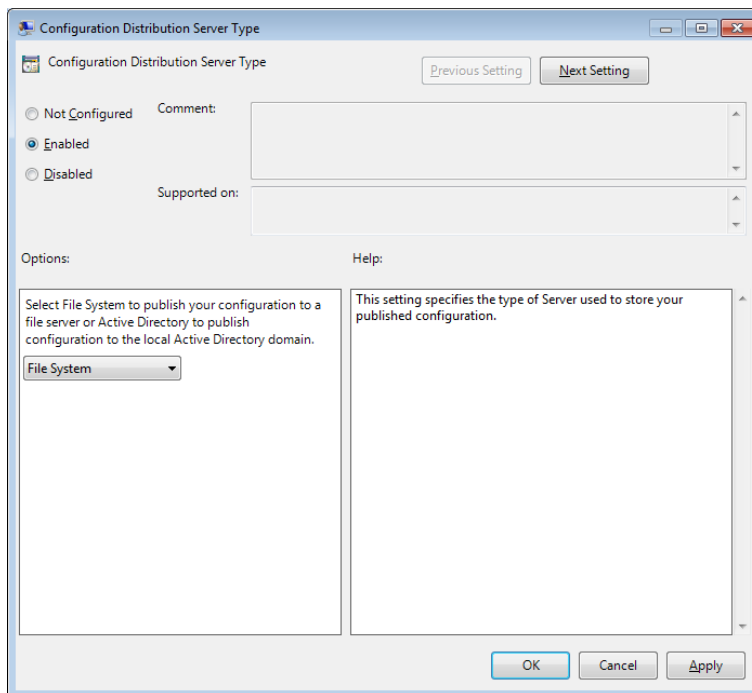 Configuration Distribution Server Type
Configuration Distribution Server Type
Previous Setting
Next Setting
Not Configured
Comment:
Enabled
Disabled
Supported on:
Options:
Help:
Select File System to publish your configuration to a
file server or Active Directory to publish
configuration to the local Active Directory domain.
File System
This setting specifies the type of Server used to store your
published configuration.
OK
Cancel
Apply